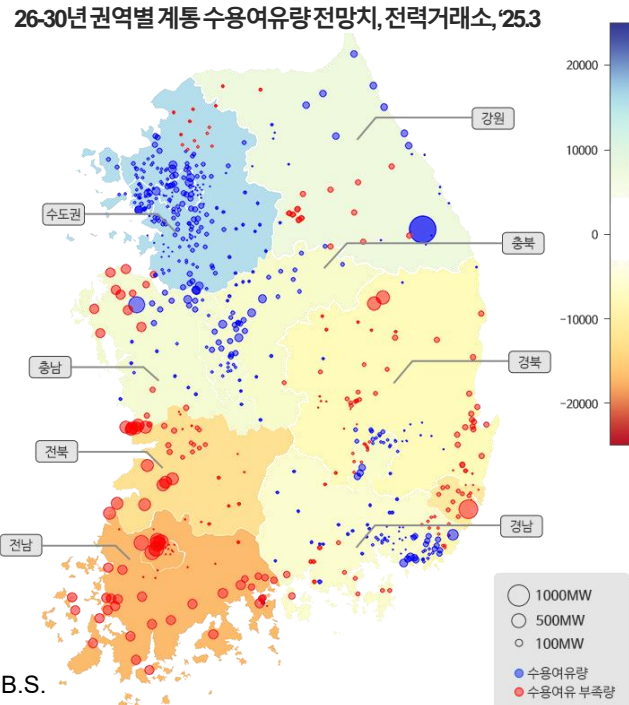 26-30년 권역별 계통 수용여유량 전망치, 전력거래소, ‘25.3
20000
10000
0
−10000
−20000
강원
수도권
충북
충남
경북
전북
경남
전남
1000MW
500MW
100MW
수용여유량
수용여유 부족량
B.S.